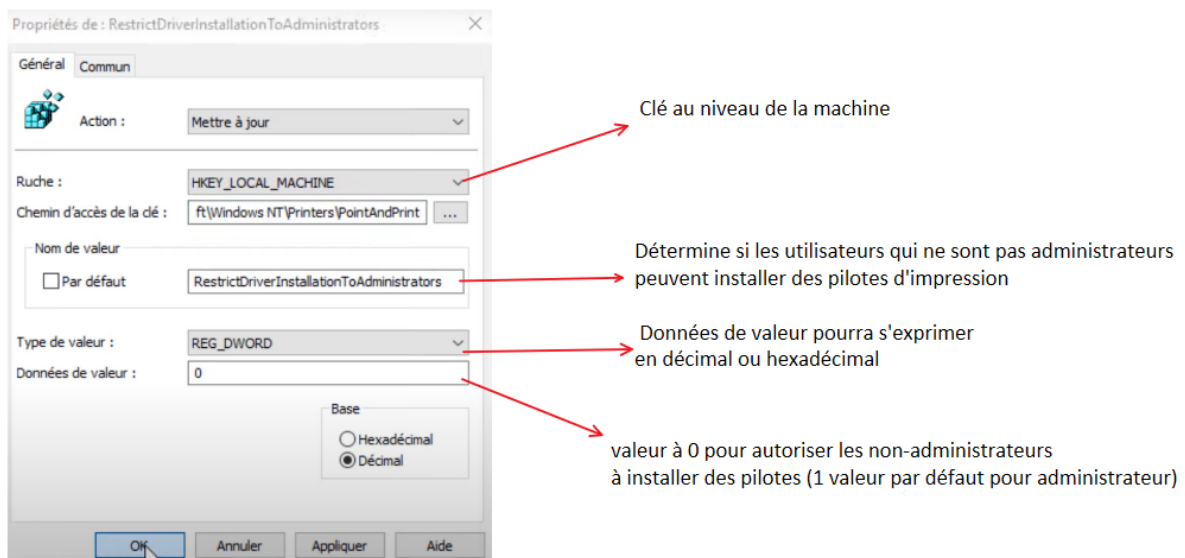 Propriétés de : RestrictDriverInstallationToAdministrators
Général Commun
Action : Mettre à jour
Clé au niveau de la machine
Ruche : HKEY_LOCAL_MACHINE
Chemin d'accès de la clé : ft\Windows NT\Printers\PointAndPrint ...
Nom de valeur
Par défaut RestrictDriverInstallationToAdministrators
Détermine si les utilisateurs qui ne sont pas administrateurs
peuvent installer des pilotes d'impression
Type de valeur : REG_DWORD
Données de valeur pourra s'exprimer
en décimal ou hexadécimal
Données de valeur : 0
Base
Hexadécimal
Décimal
valeur à 0 pour autoriser les non-administrateurs
à installer des pilotes (1 valeur par défaut pour administrateur)
OK Annuler Appliquer Aide